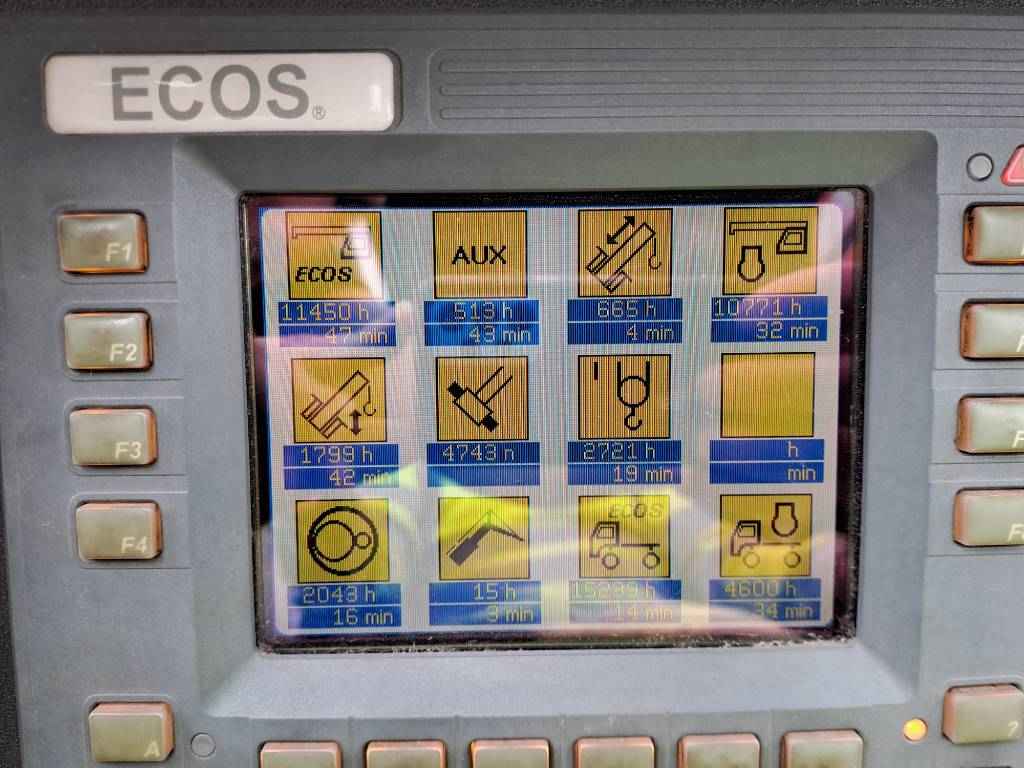 ECOS®
F1
F2
F3
F4
A
ECOS
11450 h
47 min
AUX
513 h
43 min
665 h
4 min
10771 h
32 min
1799 h
42 min
4743 h
2721 h
19 min
h
min
2043 h
16 min
15 h
3 min
ECOS
14 min
4600 h
34 min
?